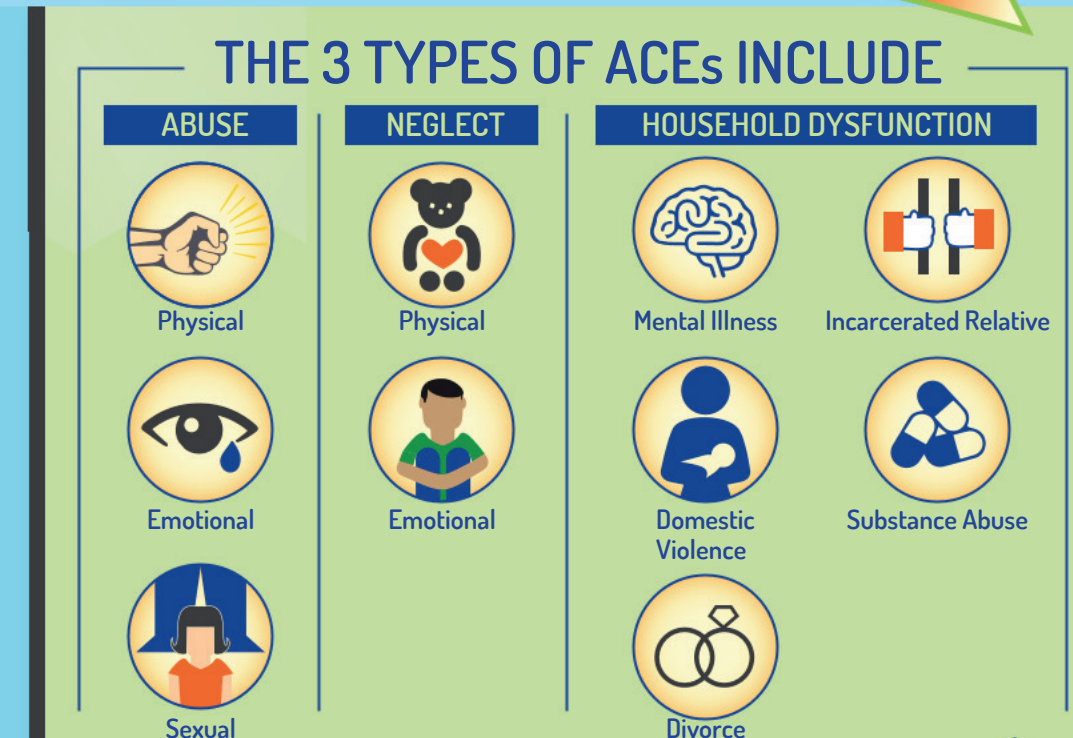 THE 3 TYPES OF ACEs INCLUDE
ABUSE
Physical
Emotional
Sexual
NEGLECT
Physical
Emotional
HOUSEHOLD DYSFUNCTION
Mental Illness
Incarcerated Relative
Domestic
Violence
Substance Abuse
Divorce